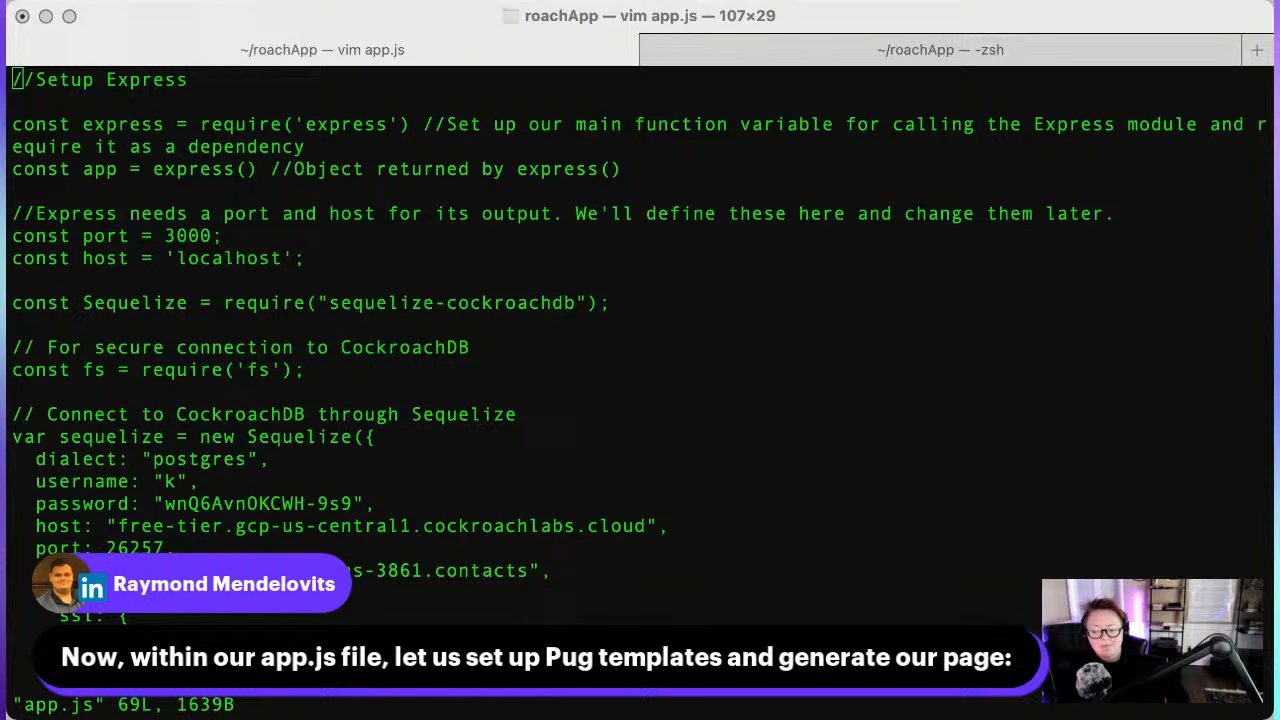 roachApp — vim app.js — 107×29
~/roachApp — vim app.js
~/roachApp — -zsh
//Setup Express
const express = require('express') //Set up our main function variable for calling the Express module and r
equire it as a dependency
const app = express() //Object returned by express()
//Express needs a port and host for its output. We'll define these here and change them later.
const port = 3000;
const host = 'localhost';
const Sequelize = require("sequelize-cockroachdb");
// For secure connection to CockroachDB
const fs = require('fs');
// Connect to CockroachDB through Sequelize
var sequelize = new Sequelize({
dialect: "postgres",
username: "k",
password: "wnQ6AvnOKCWH-9s9",
host: "free-tier.gcp-us-central1.cockroachlabs.cloud",
port: 26257,
s-3861.contacts",
in Raymond Mendelovits
ssl: {
Now, within our app.js file, let us set up Pug templates and generate our page:
"app.js" 69L, 1639B